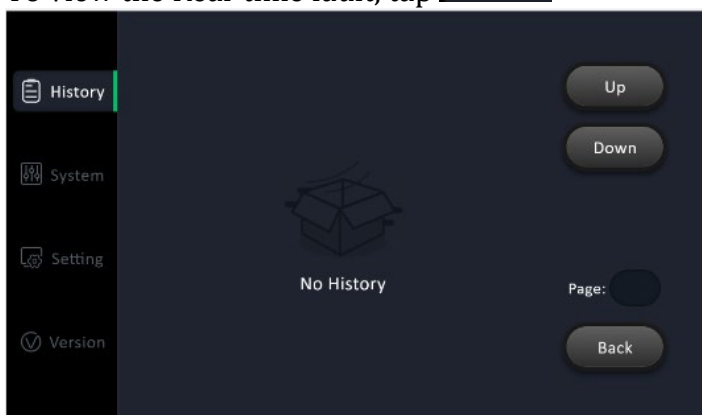 To view the Real-time fault, tap
History
Up
Down
System
Setting
No History
Page:
Version
Back